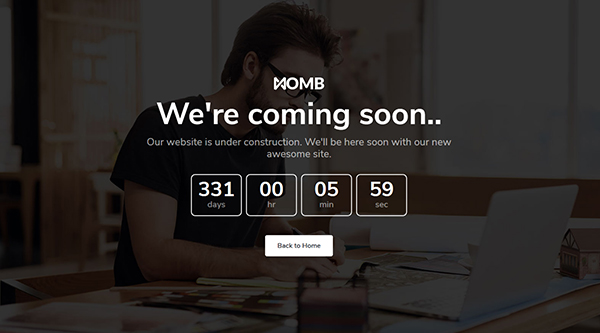 HOMB
We're coming soon..
Our website is under construction. We'll be here soon with our new
awesome site.
331 00 05 59
days hr min sec
Back to Home